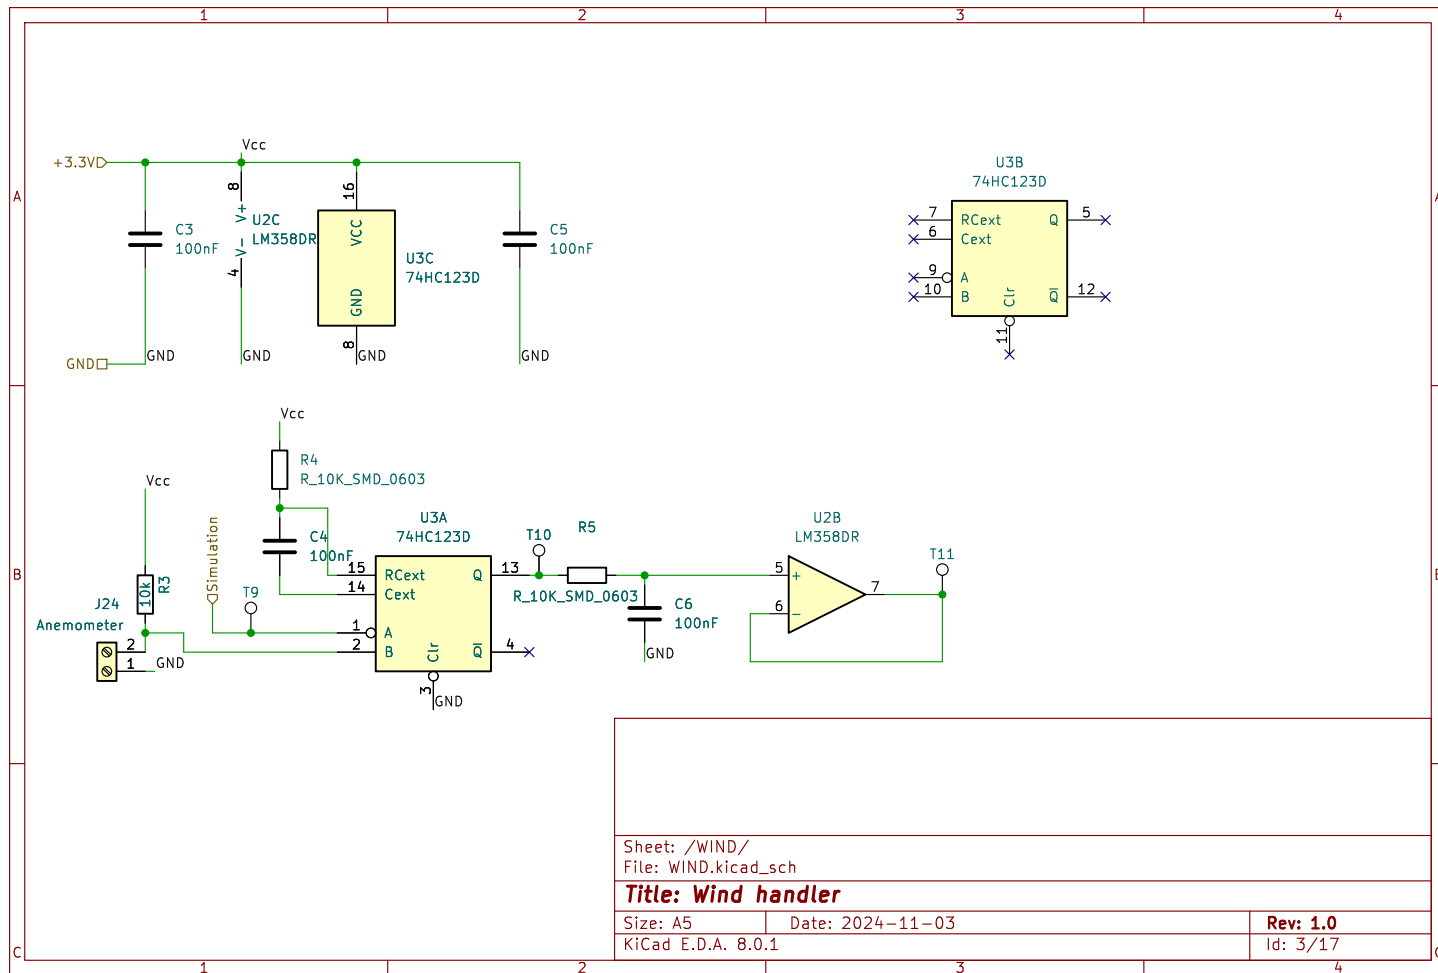 1 2 3 4
A
B
C
+3.3V
Vcc
8
V+
V-
4
U2C
LM358DR
C3
100nF
GND
GND
GND
16
VCC
GND
8
GND
U3C
74HC123D
C5
100nF
GND
U3B
74HC123D
7 RCext Q 5
6 Cext
9 A
10 B Clr Q 12
11
Vcc
R4
R_10K_SMD_0603
Vcc
C4
100nF
Simulation
T9
10k
R3
J24
Anemometer
2
1
GND
U3A
74HC123D
15 RCext Q 13
14 Cext
1 A
2 B Clr Q 4
3
GND
T10
R5
R_10K_SMD_0603
C6
100nF
GND
U2B
LM358DR
5 +
6 -
7
T11
Sheet: /WIND/
File: WIND.kicad_sch
Title: Wind handler
Size: A5 Date: 2024-11-03 Rev: 1.0
KiCad E.D.A. 8.0.1 Id: 3/17
1 2 3 4